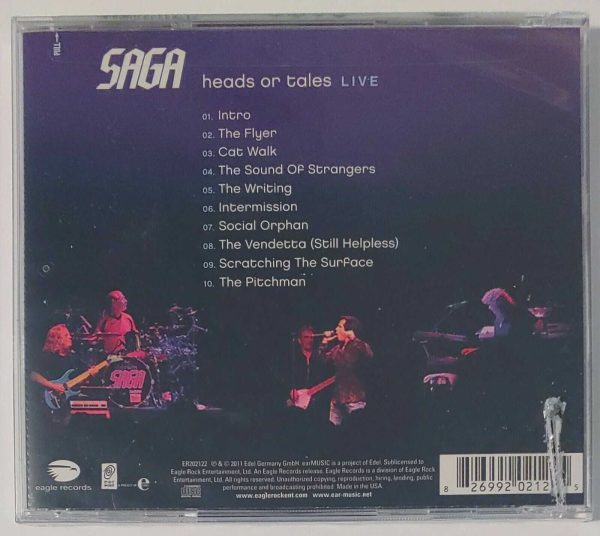 PULL→
SAGA
heads or tales LIVE
01. Intro
02. The Flyer
03. Cat Walk
04. The Sound Of Strangers
05. The Writing
06. Intermission
07. Social Orphan
08. The Vendetta (Still Helpless)
09. Scratching The Surface
10. The Pitchman
SAGA
eagle records
ER202122 ℗ & © 2011 Edel Germany GmbH. earMUSIC is a project of Edel. Sublicensed to
Eagle Rock Entertainment, Ltd. An Eagle Records release. Eagle Records is a division of Eagle Rock
Entertainment, Ltd. All rights reserved. Unauthorized copying, reproduction, hiring, lending, public
performance and broadcasting prohibited. Made in the USA.
www.eaglerockent.com www.ear-music.net
8 26992 0212 5